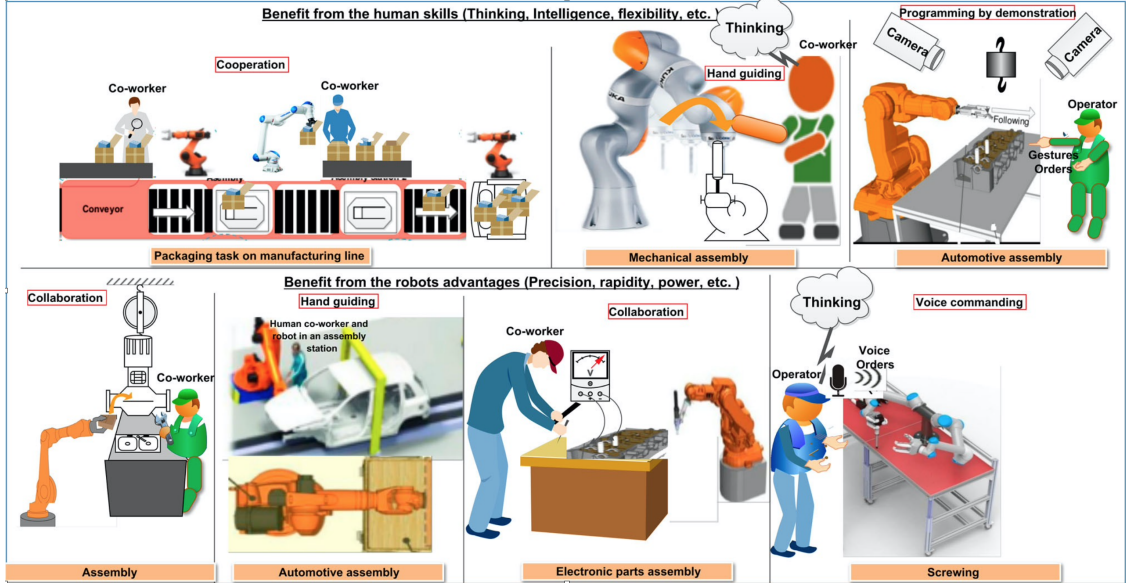 Benefit from the human skills (Thinking, Intelligence, flexibility, etc. )
Cooperation
Co-worker
Co-worker
Conveyor
Packaging task on manufacturing line
Thinking
Co-worker
Hand guiding
KUKA
Mechanical assembly
Programming by demonstration
Camera
Camera
Operator
Following
Gestures
Orders
Automotive assembly
Benefit from the robots advantages (Precision, rapidity, power, etc. )
Collaboration
Co-worker
Assembly
Hand guiding
Human co-worker and
robot in an assembly
station
Automotive assembly
Collaboration
Co-worker
V
Electronic parts assembly
Thinking
Voice commanding
Voice
Orders
Operator
Screwing